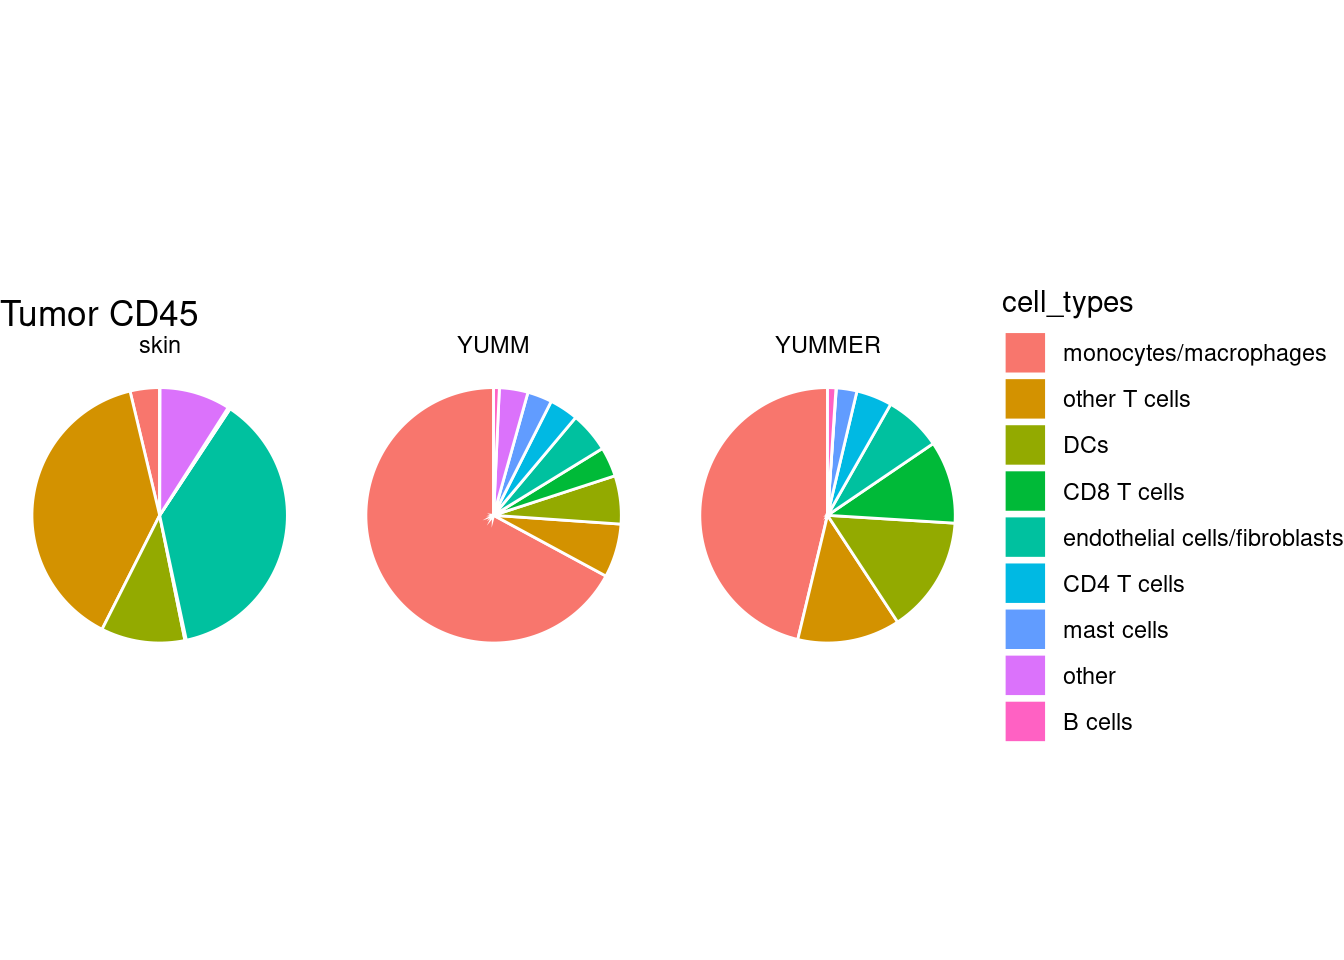 Tumor CD45
skin
YUMM
YUMMER
cell_types
monocytes/macrophages
other T cells
DCs
CD8 T cells
endothelial cells/fibroblasts
CD4 T cells
mast cells
other
B cells